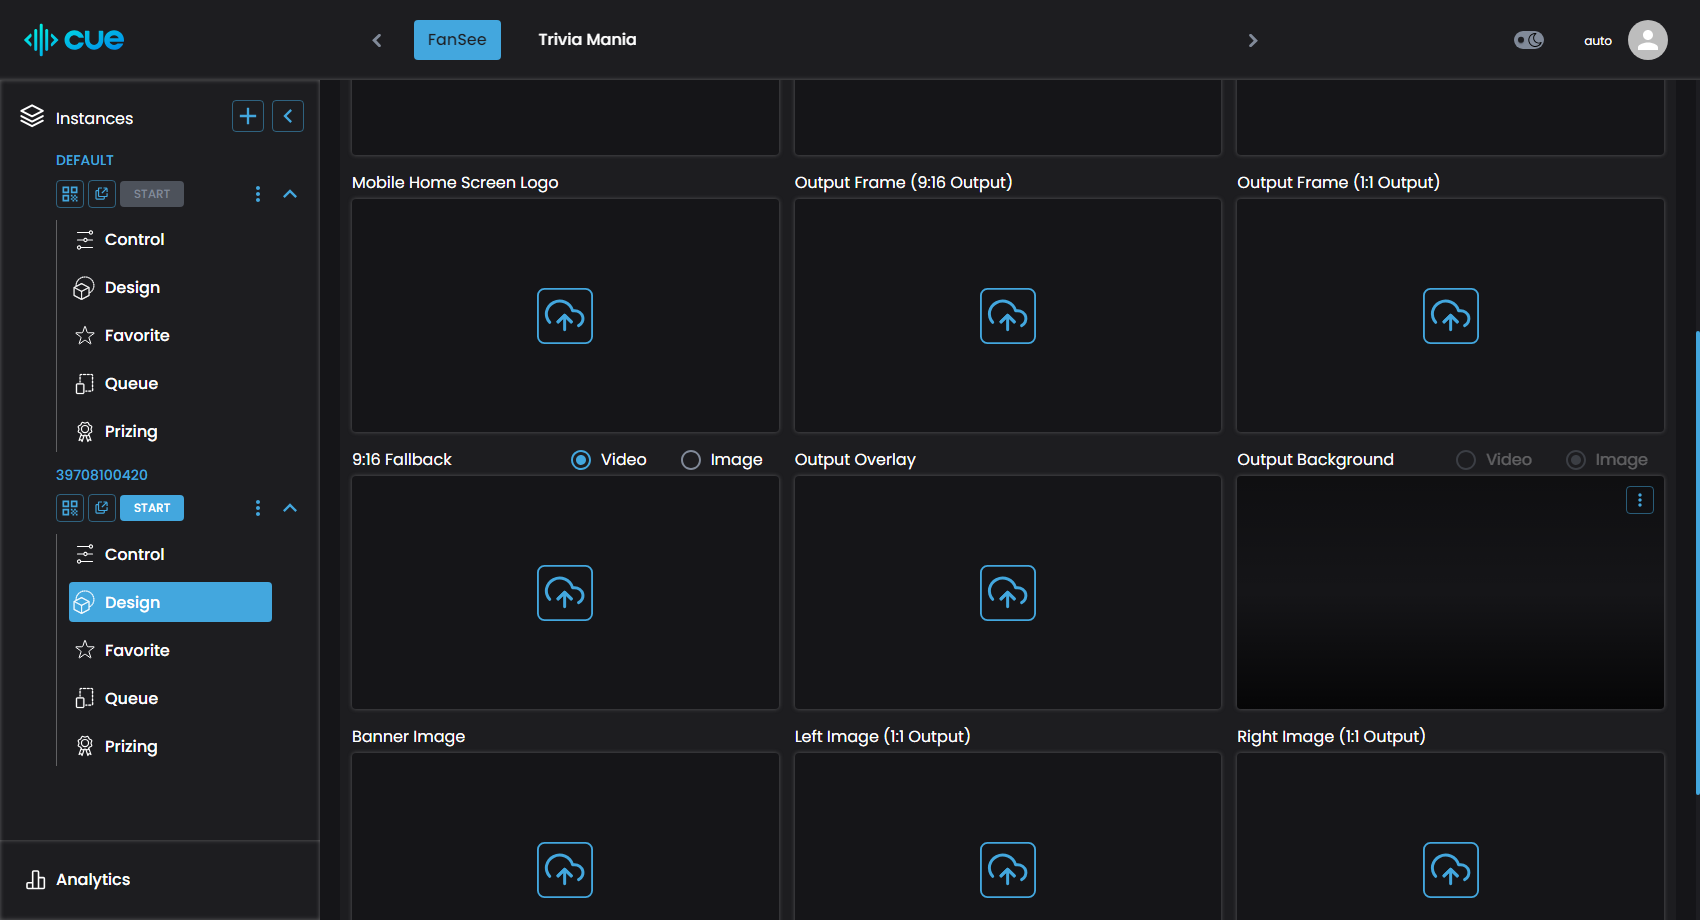 cue
FanSee
Trivia Mania
auto
Instances
DEFAULT
START
Control
Design
Favorite
Queue
Prizing
39708100420
START
Control
Design
Favorite
Queue
Prizing
Analytics
Mobile Home Screen Logo
Output Frame (9:16 Output)
Output Frame (1:1 Output)
9:16 Fallback
Video
Image
Output Overlay
Output Background
Video
Image
Banner Image
Left Image (1:1 Output)
Right Image (1:1 Output)